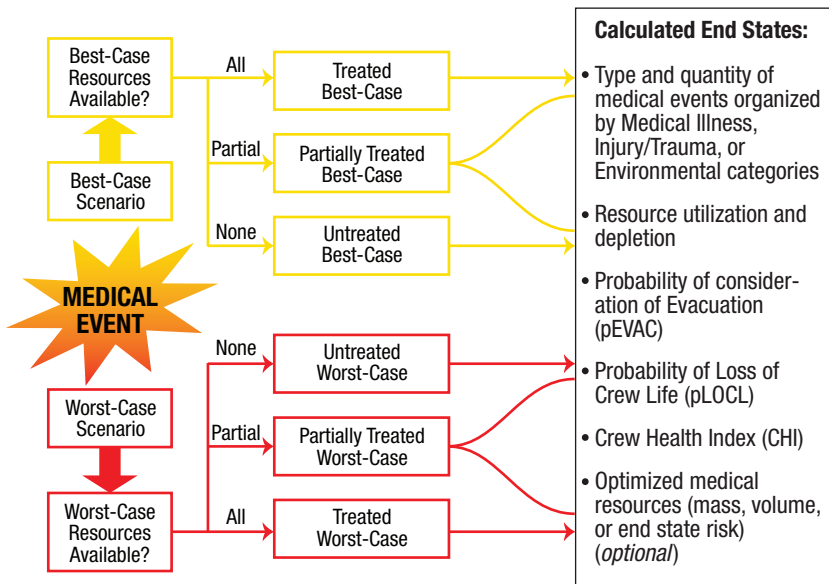 Best-Case
Resources
Available?
Best-Case
Scenario
MEDICAL
EVENT
Worst-Case
Scenario
Worst-Case
Resources
Available?
All
Partial
None
None
Partial
All
Treated
Best-Case
Partially Treated
Best-Case
Untreated
Best-Case
Untreated
Worst-Case
Partially Treated
Worst-Case
Treated
Worst-Case
Calculated End States:
• Type and quantity of
medical events organized
by Medical Illness,
Injury/Trauma, or
Environmental categories
• Resource utilization and
depletion
• Probability of consider-
ation of Evacuation
(pEVAC)
• Probability of Loss of
Crew Life (pLOCL)
• Crew Health Index (CHI)
• Optimized medical
resources (mass, volume,
or end state risk)
(optional)